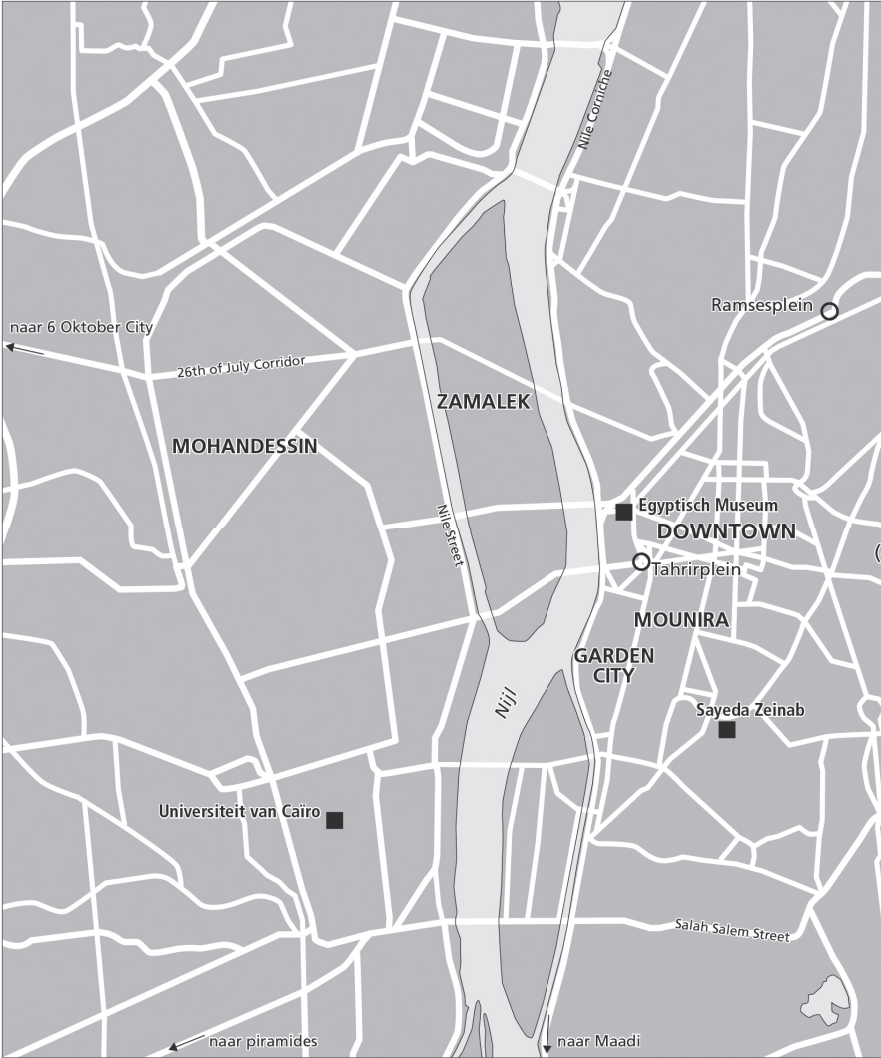 Nile Corniche
Ramsesplein
naar 6 Oktober City
26th of July Corridor
ZAMALEK
MOHANDESSIN
Nile Street
Egyptisch Museum
DOWNTOWN
(
Tahrirplein
MOUNIRA
GARDEN
CITY
Nijl
Sayeda Zeinab
Universiteit van Caïro
Salah Salem Street
naar piramides
naar Maadi